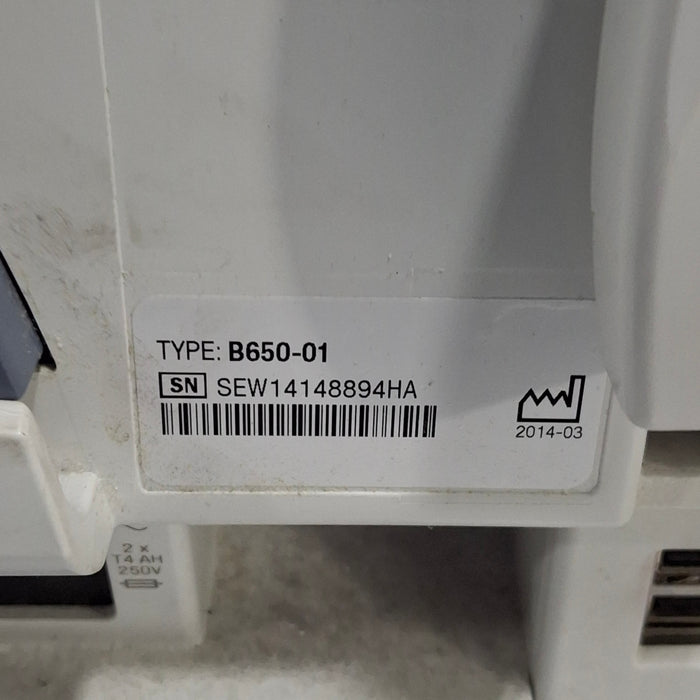 TYPE: B650-01
SN SEW14148894HA
2014-03
2 x
T4 AH
250V